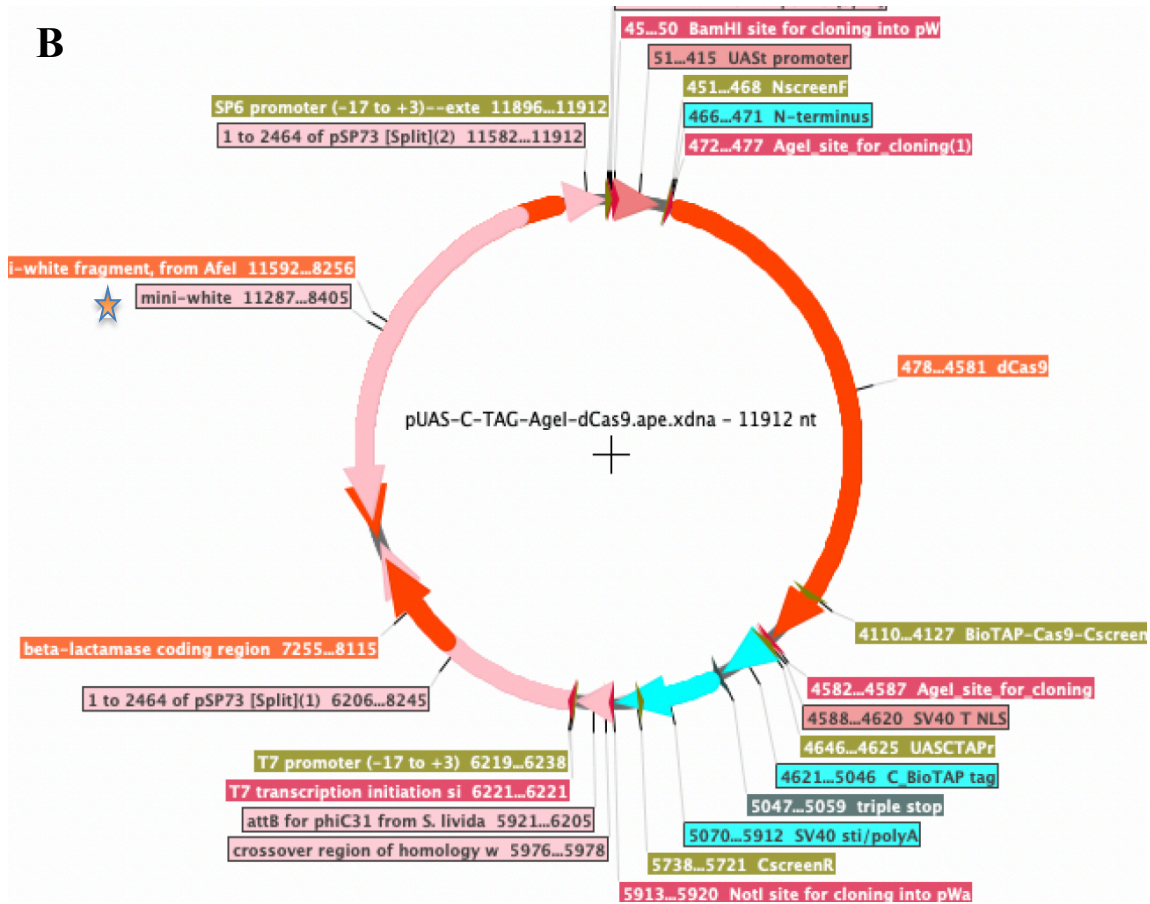 B
45...50 BamHI site for cloning into pW
51...415 UASt promoter
451...468 NscreenF
466...471 N-terminus
472...477 AgeI_site_for_cloning(1)
SP6 promoter (-17 to +3)--exte 11896...11912
1 to 2464 of pSP73 [Split](2) 11582...11912
i-white fragment, from AfeI 11592...8256
mini-white 11287...8405
478...4581 dCas9
pUAS-C-TAG-AgeI-dCas9.ape.xdna - 11912 nt
4110...4127 BioTAP-Cas9-Cscreen
beta-lactamase coding region 7255...8115
4582...4587 AgeI_site_for_cloning
1 to 2464 of pSP73 [Split](1) 6206...8245
4588...4620 SV40 T NLS
4646...4625 UASCTAPr
T7 promoter (-17 to +3) 6219...6238
4621...5046 C_BioTAP tag
T7 transcription initiation si 6221...6221
5047...5059 triple stop
attB for phiC31 from S. livida 5921...6205
5070...5912 SV40 sti/polyA
crossover region of homology w 5976...5978
5738...5721 CscreenR
5913...5920 NotI site for cloning into pWa